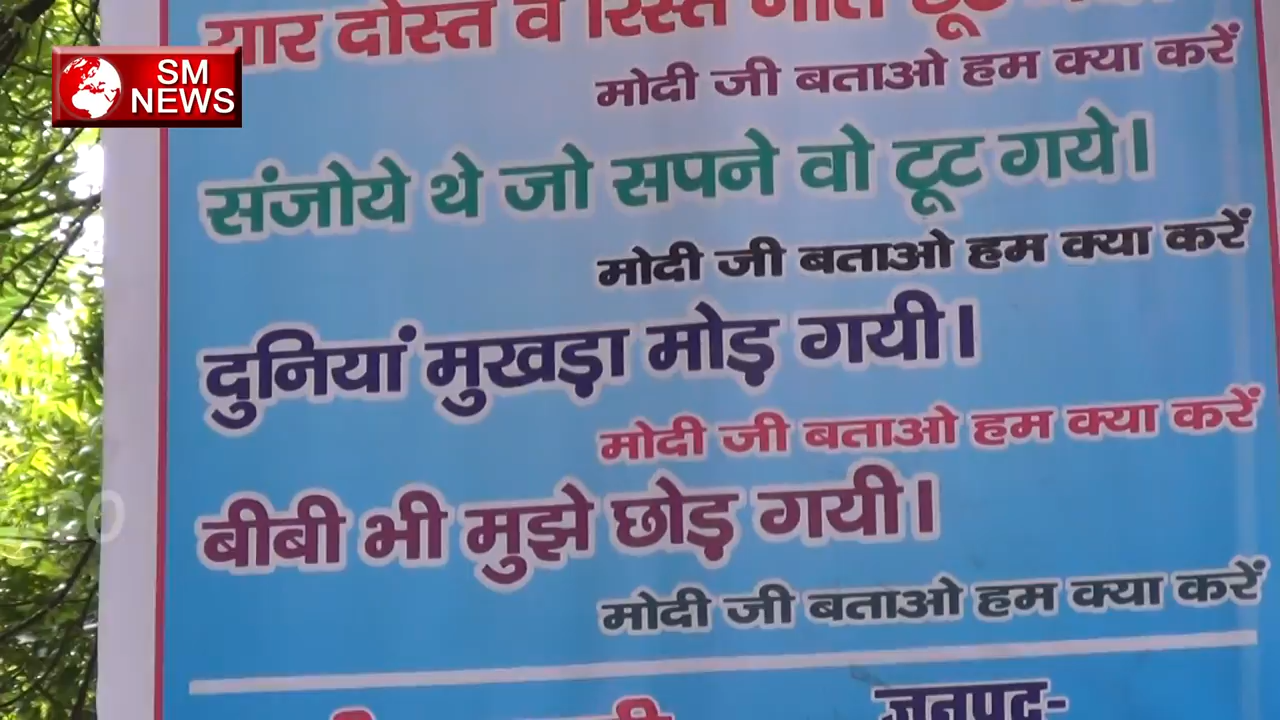 SM
NEWS
यार दोस्त व रिस्ते नाते टूट
मोदी जी बताओ हम क्या करें
संजोये थे जो सपने वो टूट गये।
मोदी जी बताओ हम क्या करें
दुनियां मुखड़ा मोड़ गयी।
मोदी जी बताओ हम क्या करें
बीबी भी मुझे छोड़ गयी।
मोदी जी बताओ हम क्या करें
जनपद-